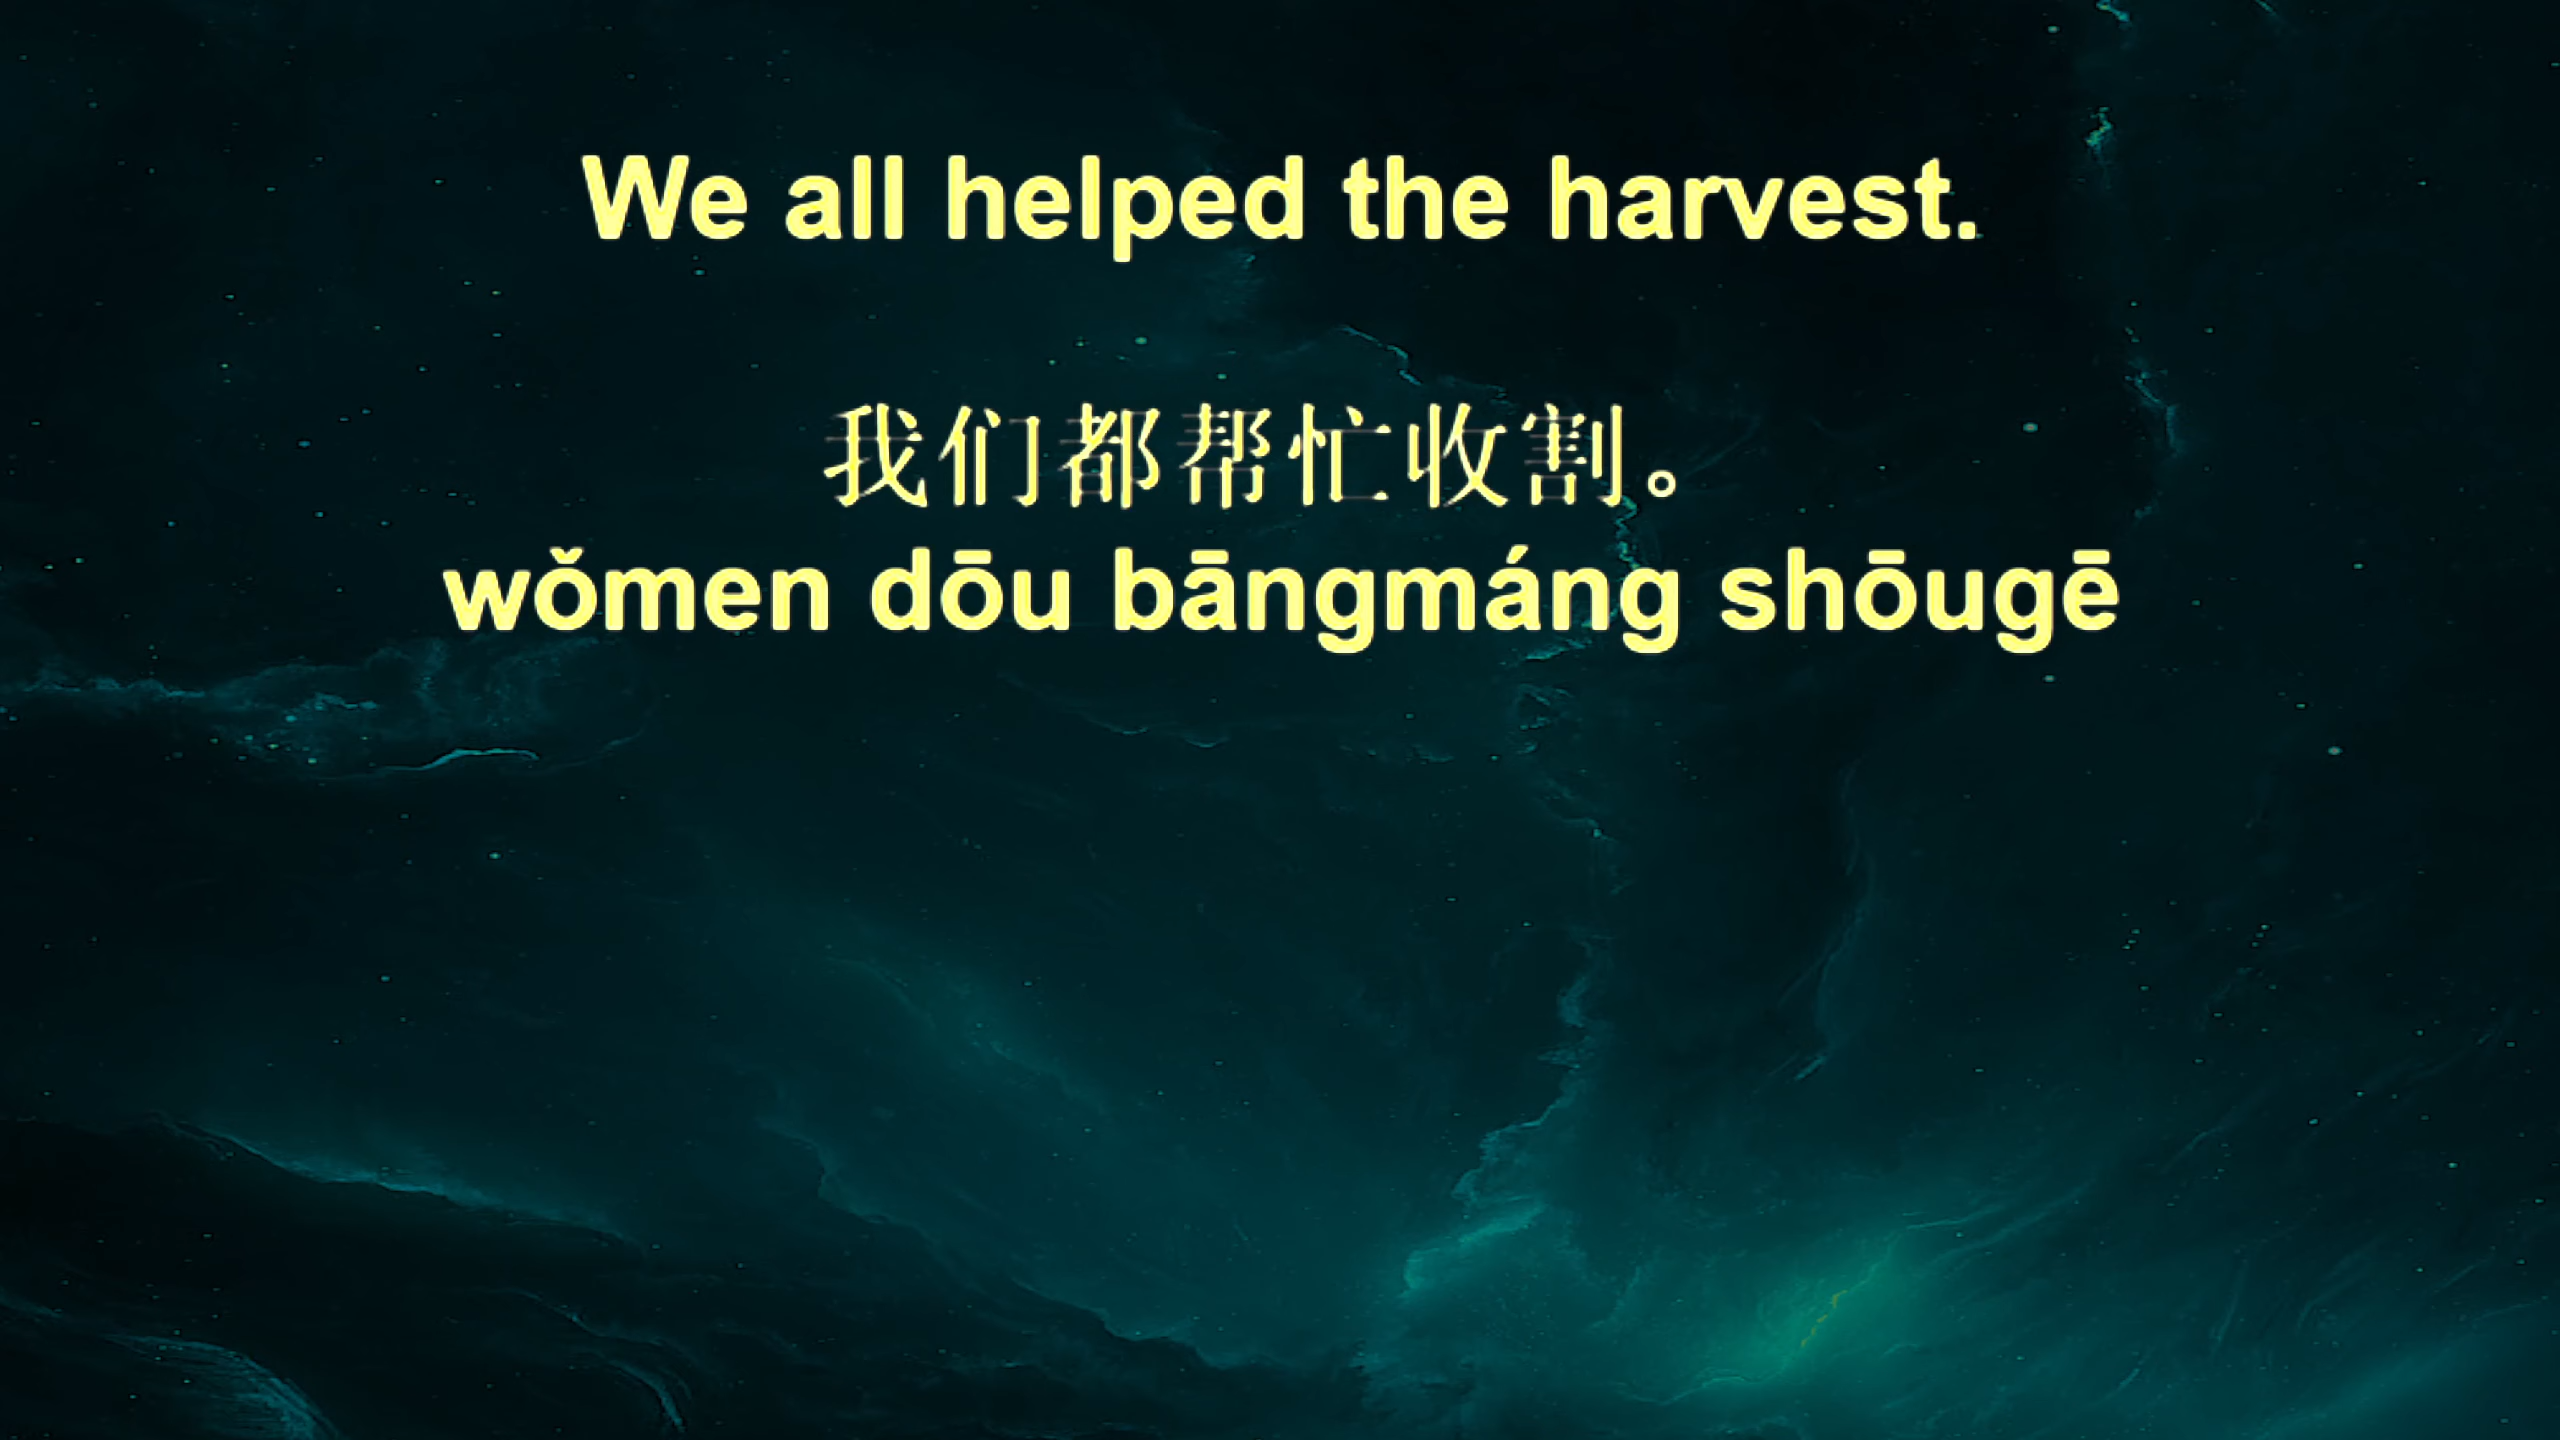 We all helped the harvest.
我们都帮忙收割。
wǒmen dōu bāngmáng shōugē